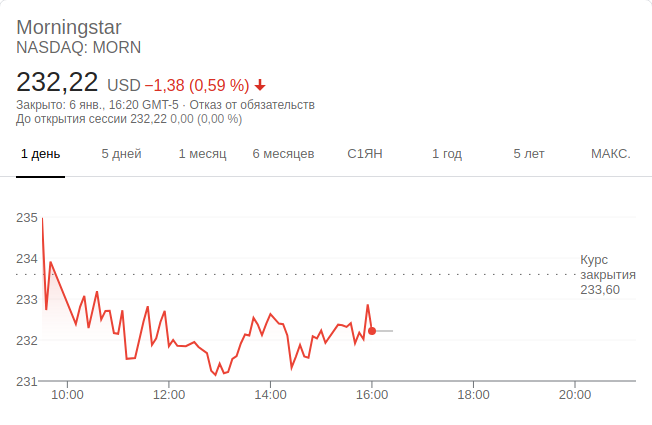 Morningstar
NASDAQ: MORN
232,22 USD −1,38 (0,59 %)
Закрыто: 6 янв., 16:20 GMT-5 · Отказ от обязательств
До открытия сессии 232,22 0,00 (0,00 %)
1 день 5 дней 1 месяц 6 месяцев С1ЯН 1 год 5 лет МАКС.
235
234
233
232
231
Курс
закрытия
233,60
10:00 12:00 14:00 16:00 18:00 20:00